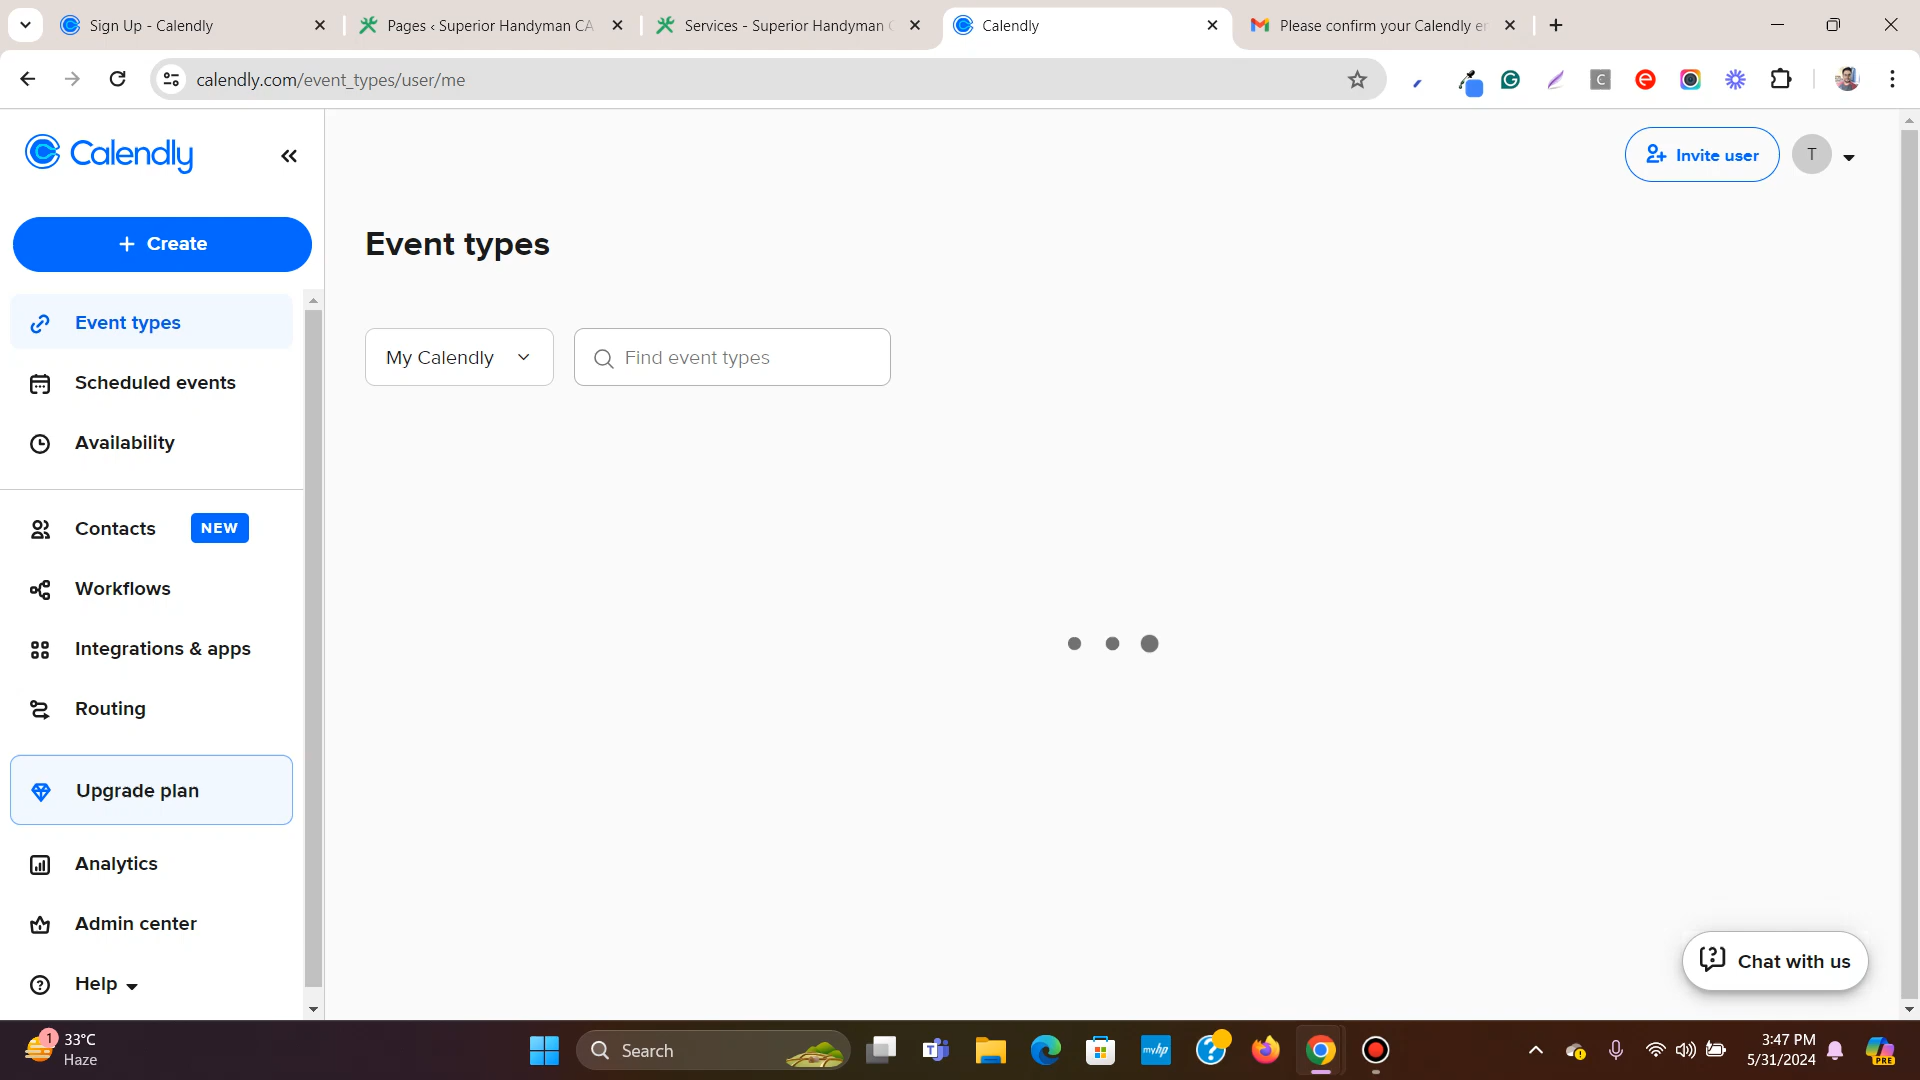 Sign Up - Calendly
Pages ‹ Superior Handyman CA
Services - Superior Handyman
Calendly
Please confirm your Calendly e
calendly.com/event_types/user/me
Calendly
Invite user
T
+ Create
Event types
Event types
My Calendly
Find event types
Scheduled events
Availability
Contacts NEW
Workflows
Integrations & apps
Routing
Upgrade plan
Analytics
Admin center
Chat with us
Help
1
33°C
Haze
Search
myhp
PRE
3:47 PM
5/31/2024